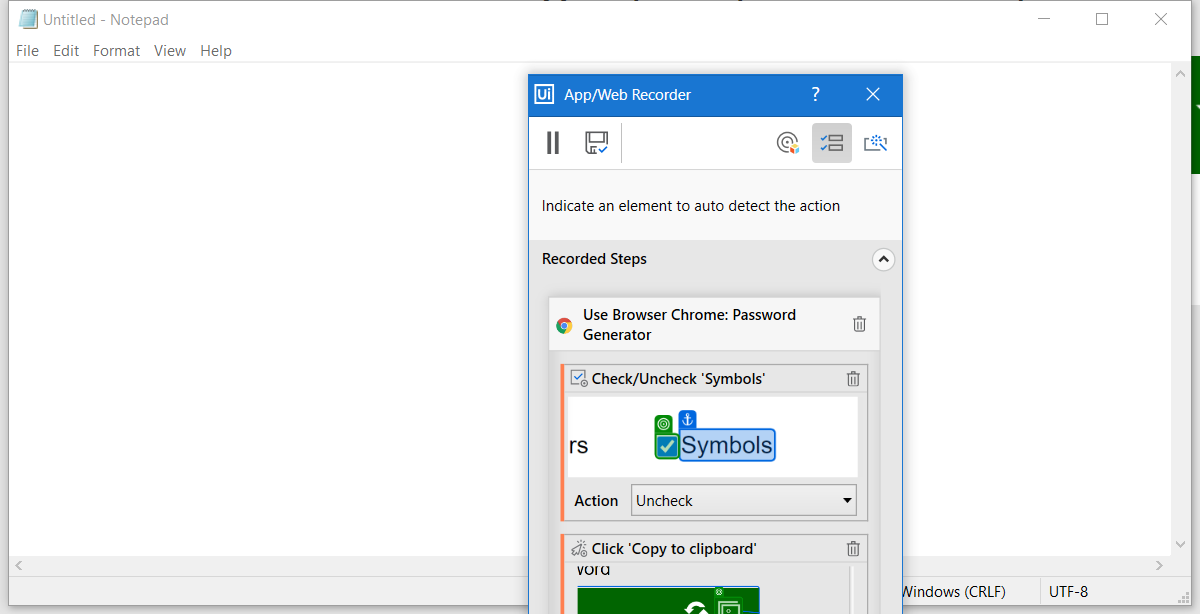 Untitled - Notepad
File Edit Format View Help
Ui App/Web Recorder ?
Indicate an element to auto detect the action
Recorded Steps
Use Browser Chrome: Password
Generator
Check/Uncheck 'Symbols'
rs Symbols
Action Uncheck
Click 'Copy to clipboard'
Windows (CRLF) UTF-8